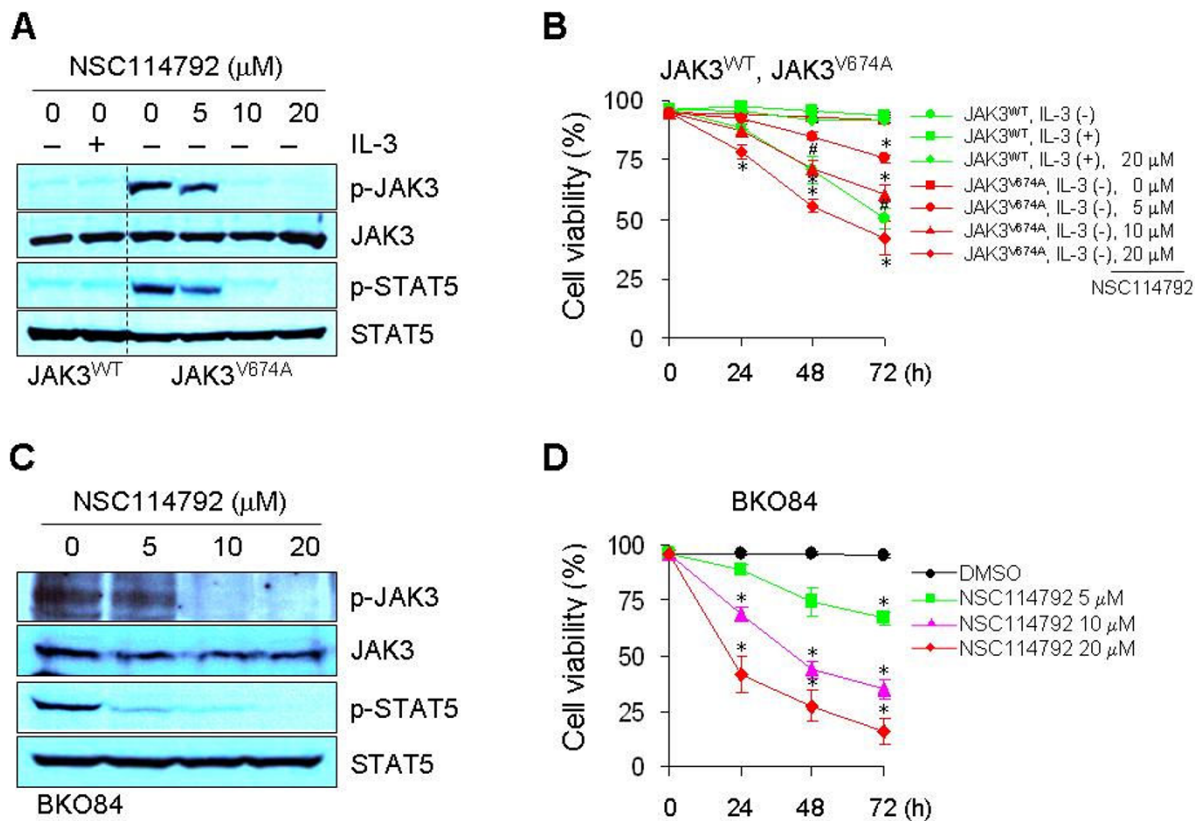 A
NSC114792 (μM)
0 0 0 5 10 20
− + − − − − IL-3
p-JAK3
JAK3
p-STAT5
STAT5
JAK3WT JAK3V674A
B
JAK3WT, JAK3V674A
Cell viability (%)
100
75
50
25
0
0 24 48 72 (h)
* # * * * * # *
JAK3WT, IL-3 (-)
JAK3WT, IL-3 (+)
JAK3WT, IL-3 (+), 20 μM
JAK3V674A, IL-3 (-), 0 μM
JAK3V674A, IL-3 (-), 5 μM
JAK3V674A, IL-3 (-), 10 μM
JAK3V674A, IL-3 (-), 20 μM
NSC114792
C
NSC114792 (μM)
0 5 10 20
p-JAK3
JAK3
p-STAT5
STAT5
BKO84
D
BKO84
Cell viability (%)
100
75
50
25
0
0 24 48 72 (h)
* * * * * * *
DMSO
NSC114792 5 μM
NSC114792 10 μM
NSC114792 20 μM